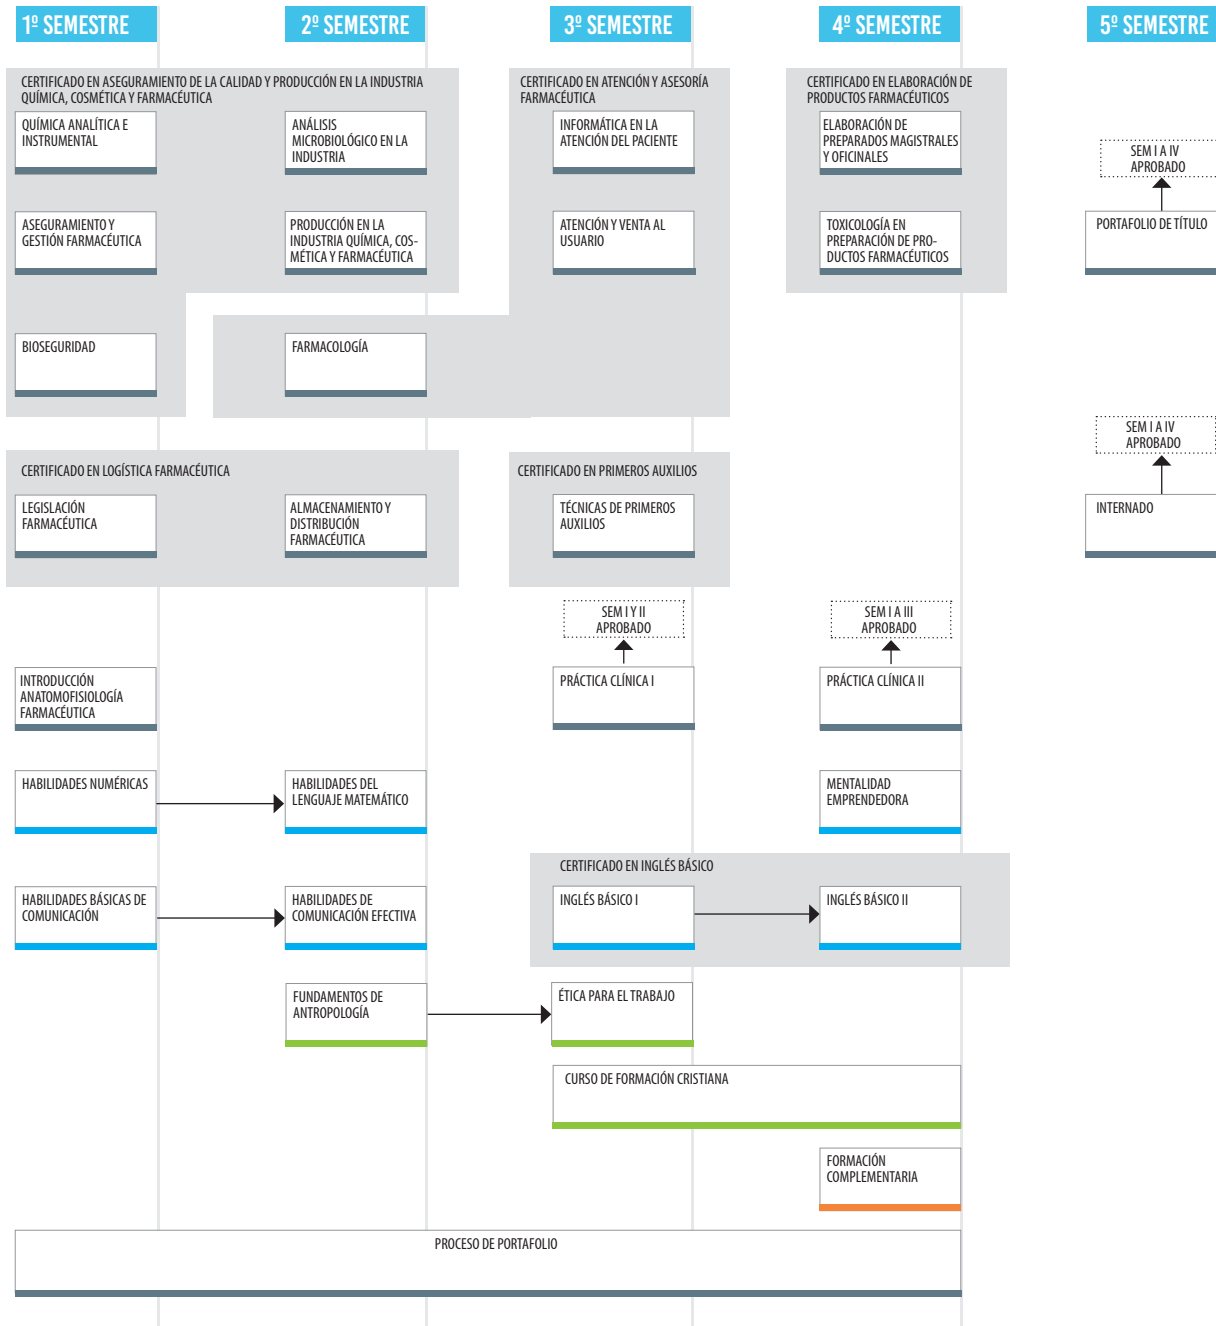 1º SEMESTRE
2º SEMESTRE
3º SEMESTRE
4º SEMESTRE
5º SEMESTRE
CERTIFICADO EN ASEGURAMIENTO DE LA CALIDAD Y PRODUCCIÓN EN LA INDUSTRIA
QUÍMICA, COSMÉTICA Y FARMACÉUTICA
CERTIFICADO EN ATENCIÓN Y ASESORÍA
FARMACÉUTICA
CERTIFICADO EN ELABORACIÓN DE
PRODUCTOS FARMACÉUTICOS
QUÍMICA ANALÍTICA E
INSTRUMENTAL
ANÁLISIS
MICROBIOLÓGICO EN LA
INDUSTRIA
INFORMÁTICA EN LA
ATENCIÓN DEL PACIENTE
ELABORACIÓN DE
PREPARADOS MAGISTRALES
Y OFICINALES
SEM I A IV
APROBADO
ASEGURAMIENTO Y
GESTIÓN FARMACÉUTICA
PRODUCCIÓN EN LA
INDUSTRIA QUÍMICA, COS-
MÉTICA Y FARMACÉUTICA
ATENCIÓN Y VENTA AL
USUARIO
TOXICOLOGÍA EN
PREPARACIÓN DE PRO-
DUCTOS FARMACÉUTICOS
PORTAFOLIO DE TÍTULO
BIOSEGURIDAD
FARMACOLOGÍA
SEM I A IV
APROBADO
CERTIFICADO EN LOGÍSTICA FARMACÉUTICA
CERTIFICADO EN PRIMEROS AUXILIOS
LEGISLACIÓN
FARMACÉUTICA
ALMACENAMIENTO Y
DISTRIBUCIÓN
FARMACÉUTICA
TÉCNICAS DE PRIMEROS
AUXILIOS
INTERNADO
SEM I Y II
APROBADO
SEM I A III
APROBADO
INTRODUCCIÓN
ANATOMOFISIOLOGÍA
FARMACÉUTICA
PRÁCTICA CLÍNICA I
PRÁCTICA CLÍNICA II
HABILIDADES NUMÉRICAS
HABILIDADES DEL
LENGUAJE MATEMÁTICO
MENTALIDAD
EMPRENDEDORA
CERTIFICADO EN INGLÉS BÁSICO
HABILIDADES BÁSICAS DE
COMUNICACIÓN
HABILIDADES DE
COMUNICACIÓN EFECTIVA
INGLÉS BÁSICO I
INGLÉS BÁSICO II
FUNDAMENTOS DE
ANTROPOLOGÍA
ÉTICA PARA EL TRABAJO
CURSO DE FORMACIÓN CRISTIANA
FORMACIÓN
COMPLEMENTARIA
PROCESO DE PORTAFOLIO